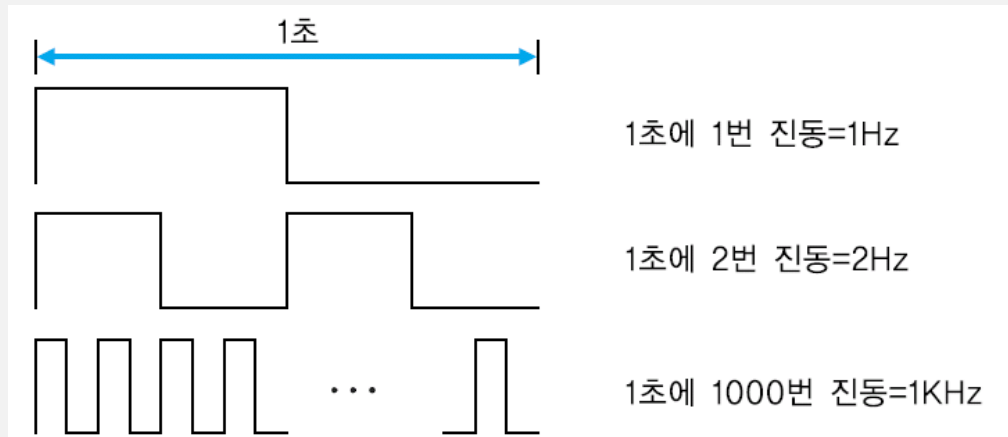 1초
1초에 1번 진동=1Hz
1초에 2번 진동=2Hz
• • •
1초에 1000번 진동=1KHz